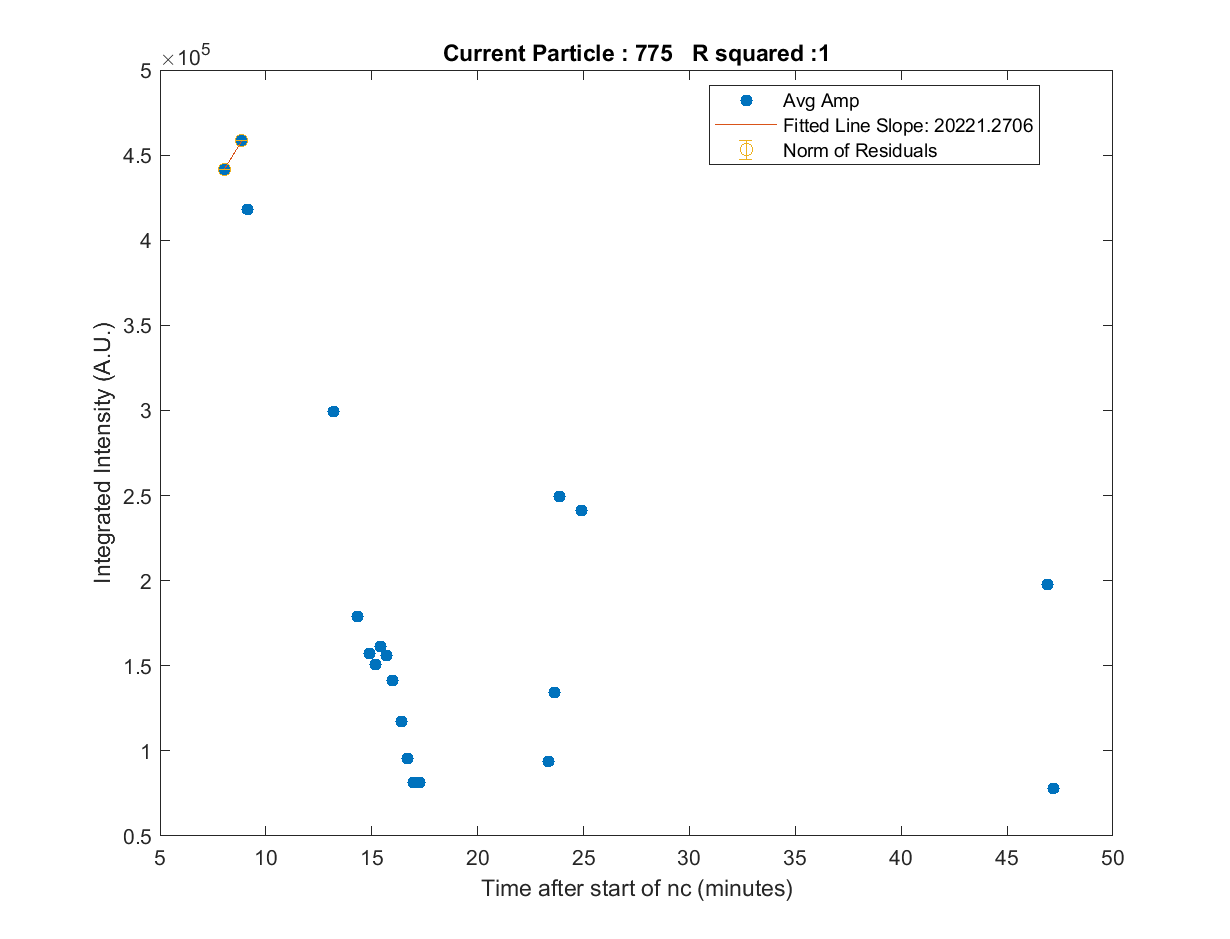 Current Particle : 775   R squared :1
×10^5
5
4.5
4
3.5
3
2.5
2
1.5
1
0.5
5 10 15 20 25 30 35 40 45 50
Integrated Intensity (A.U.)
Time after start of nc (minutes)
Avg Amp
Fitted Line Slope: 20221.2706
Norm of Residuals